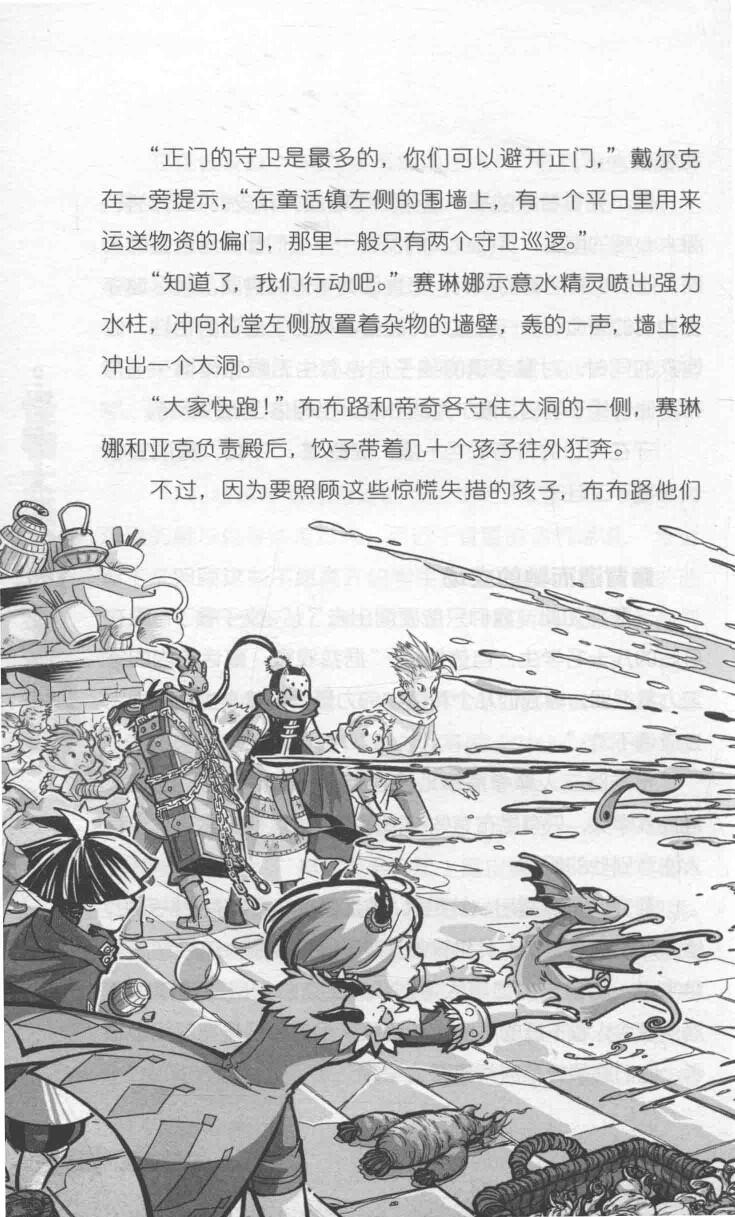 “正门的守卫是最多的，你们可以避开正门，”戴尔克
在一旁提示，“在童话镇左侧的围墙上，有一个平日里用来
运送物资的偏门，那里一般只有两个守卫巡逻。”
“知道了，我们行动吧。”赛琳娜示意水精灵喷出强力
水柱，冲向礼堂左侧放置着杂物的墙壁，轰的一声，墙上被
冲出一个大洞。
“大家快跑！”布布路和帝奇各守住大洞的一侧，赛琳
娜和亚克负责殿后，饺子带着几十个孩子往外狂奔。
不过，因为要照顾这些惊慌失措的孩子，布布路他们